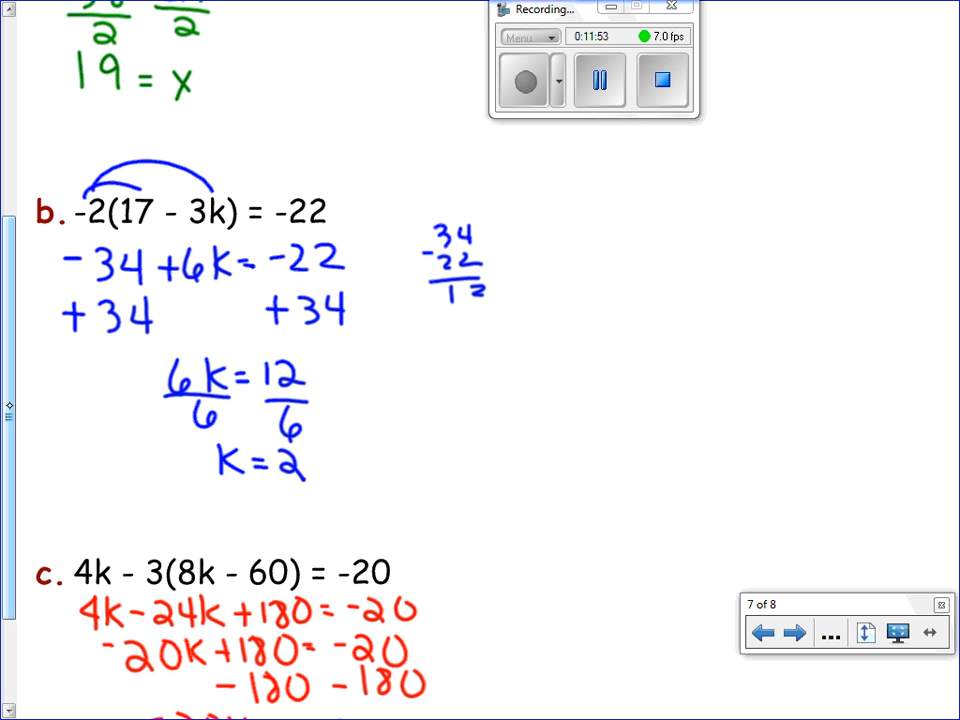 2 2
19 = x
Recording...
Menu 0:11:53 7.0 fps
b. -2(17 - 3k) = -22
-34 +6k = -22
+34 +34
6k = 12
6 6
k = 2
34
-22
12
c. 4k - 3(8k - 60) = -20
4k - 24k + 180 = -20
-20k + 180 = -20
- 180 - 180
7 of 8
...